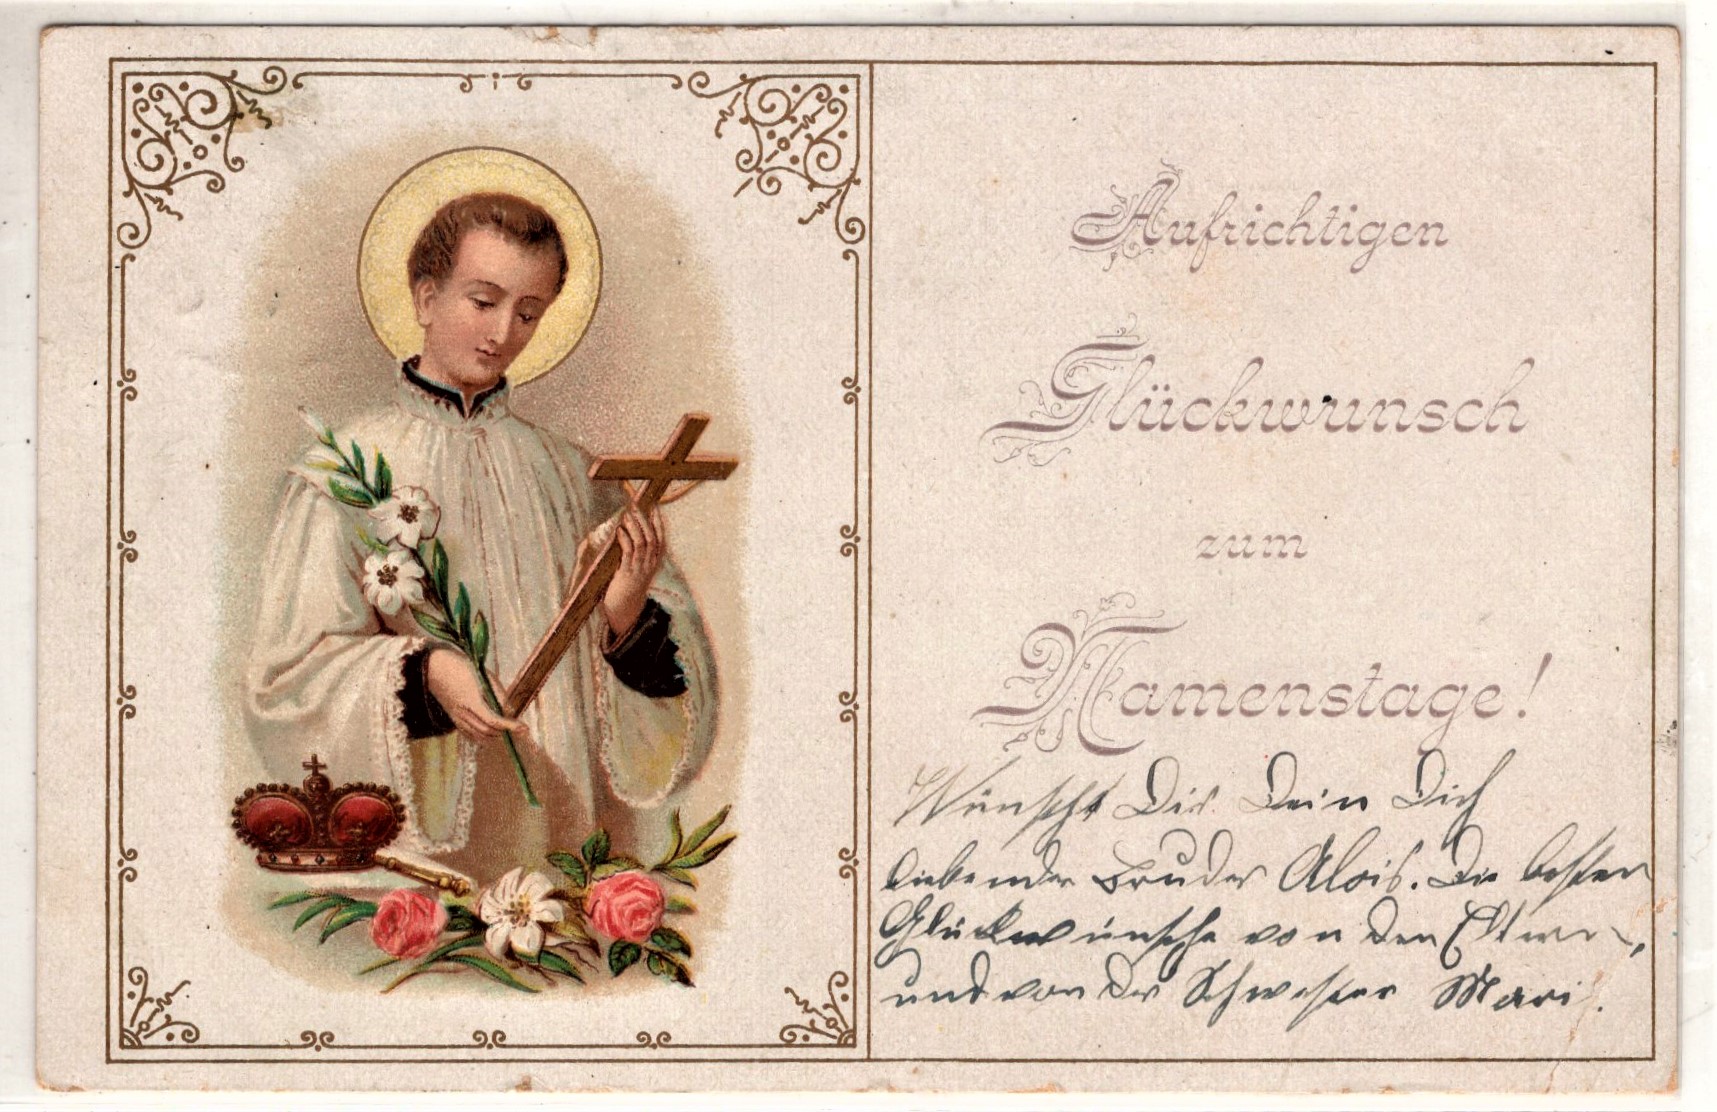 Aufrichtigen
Glückwunsch
zum
Namenstage!
Wünscht Dir Dein Dich
liebender Bruder Alois. Die besten
Glückwünsche von den Eltern,
und von der Schwester Mari.